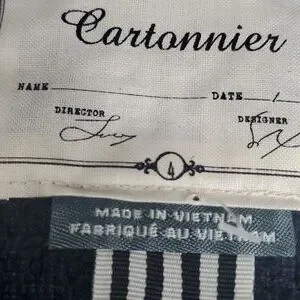 Cartonnier
NAME DATE /
DIRECTOR DESIGNER
4
MADE IN VIETNAM
FABRIQUÉ AU VIETNAM